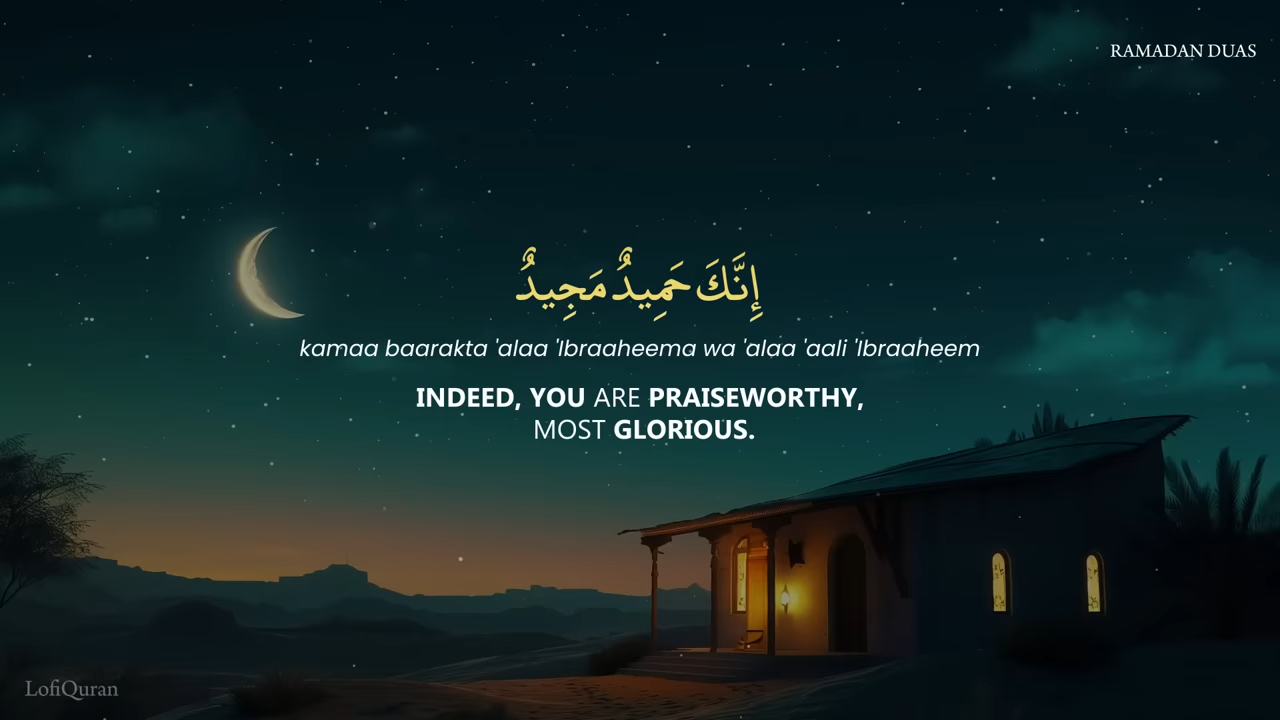 RAMADAN DUAS
إِنَّكَ حَمِيدٌ مَجِيدٌ
kamaa baarakta 'alaa 'Ibraaheema wa 'alaa 'aali 'Ibraaheem
INDEED, YOU ARE PRAISEWORTHY,
MOST GLORIOUS.
LofiQuran